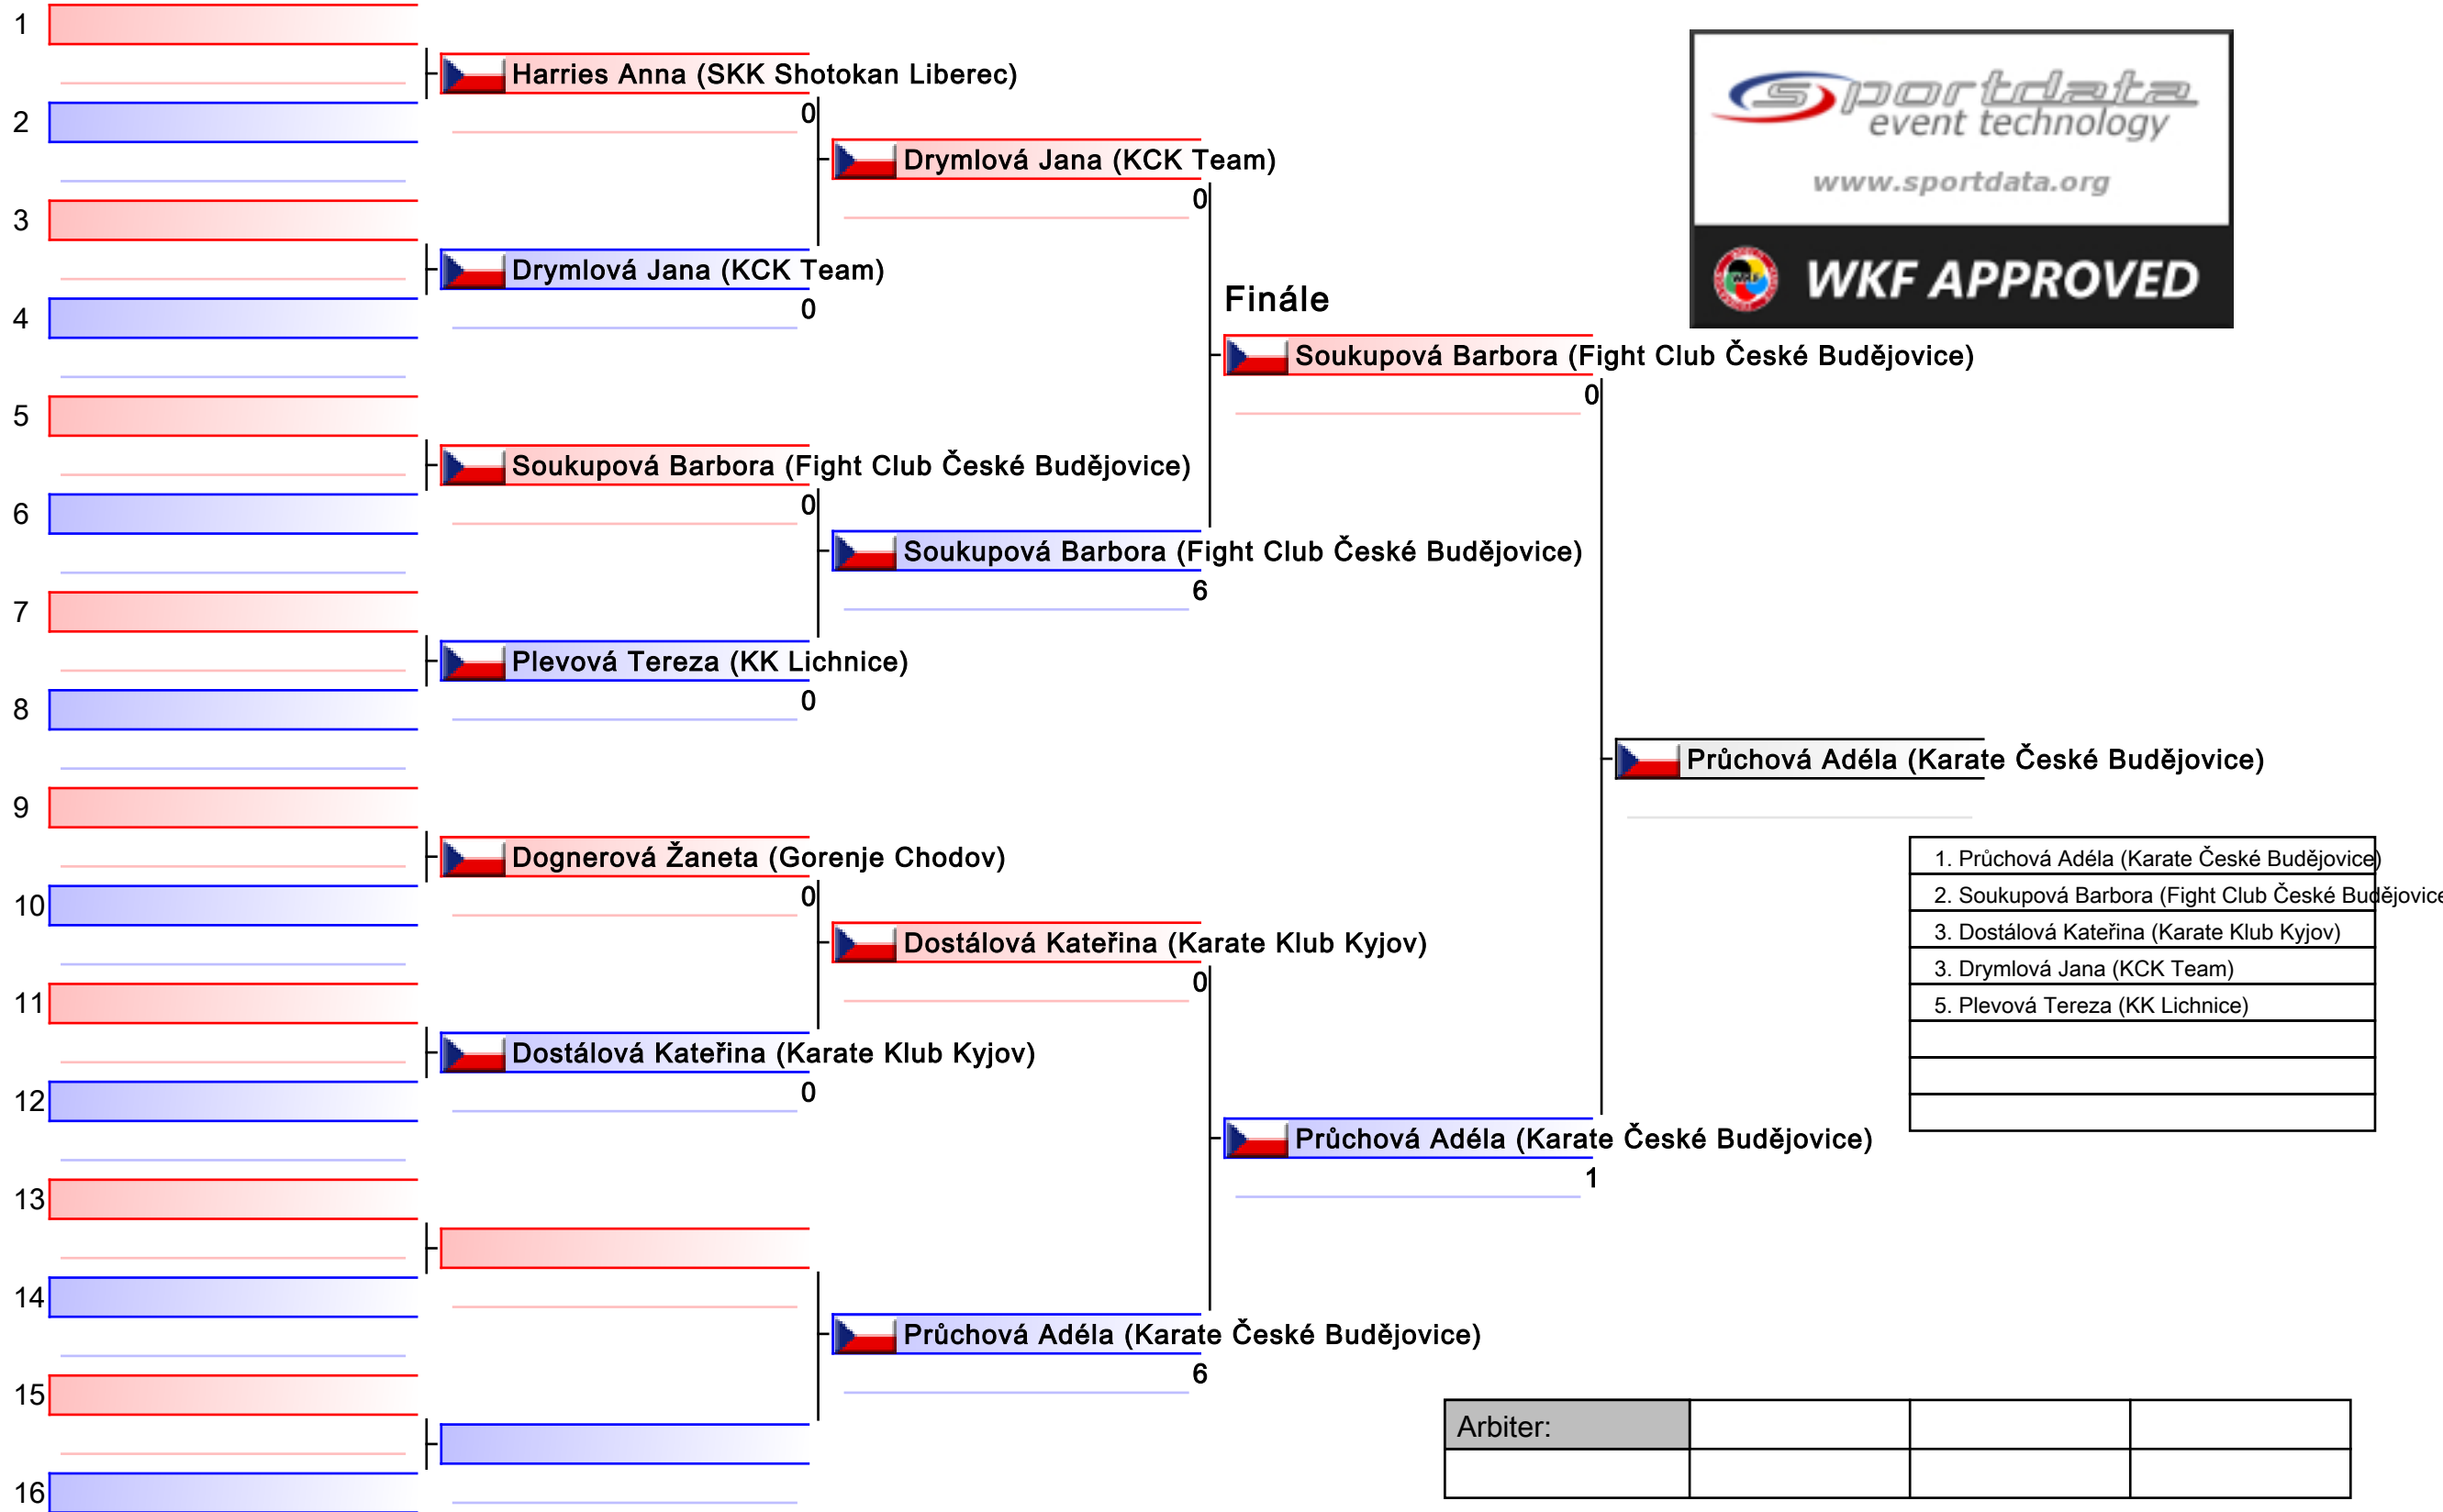 1
Harries Anna (SKK Shotokan Liberec)
0
2
Drymlová Jana (KCK Team)
0
3
Drymlová Jana (KCK Team)
0
4
Finále
Soukupová Barbora (Fight Club České Budějovice)
0
5
Soukupová Barbora (Fight Club České Budějovice)
0
6
Soukupová Barbora (Fight Club České Budějovice)
6
7
Plevová Tereza (KK Lichnice)
0
8
Průchová Adéla (Karate České Budějovice)
9
Dognerová Žaneta (Gorenje Chodov)
0
10
Dostálová Kateřina (Karate Klub Kyjov)
0
11
Dostálová Kateřina (Karate Klub Kyjov)
0
12
Průchová Adéla (Karate České Budějovice)
1
13
14
Průchová Adéla (Karate České Budějovice)
6
15
16
sportdata
event technology
www.sportdata.org
WKF
WKF APPROVED
1. Průchová Adéla (Karate České Budějovice)
2. Soukupová Barbora (Fight Club České Budějovice
3. Dostálová Kateřina (Karate Klub Kyjov)
3. Drymlová Jana (KCK Team)
5. Plevová Tereza (KK Lichnice)
Arbiter: